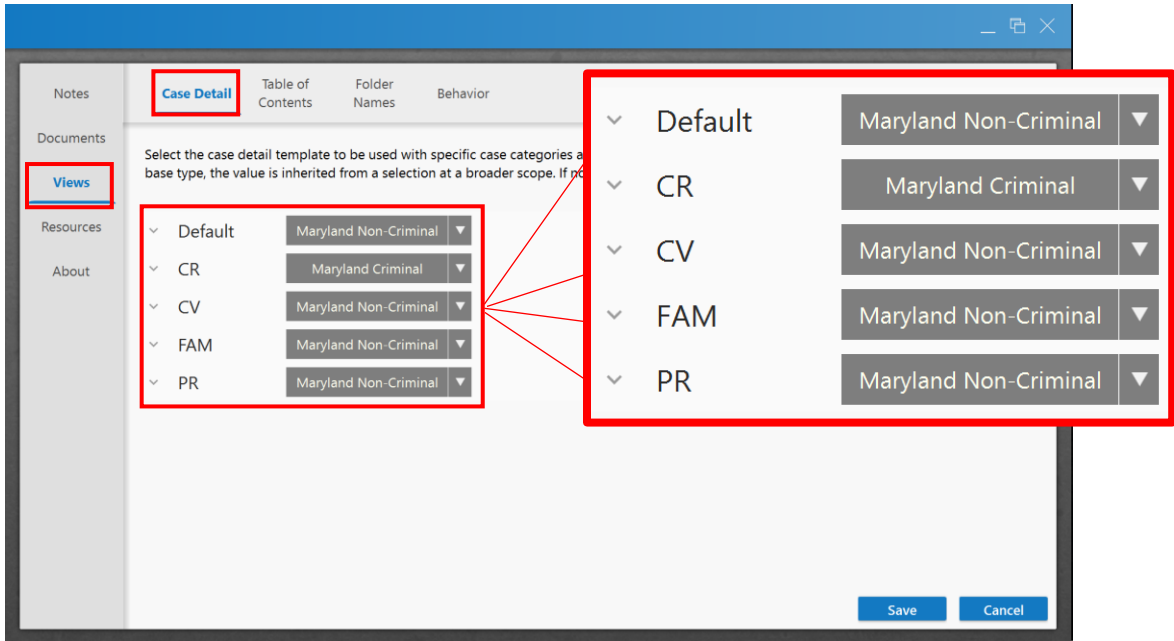 Notes
Documents
Views
Resources
About
Case Detail
Table of
Contents
Folder
Names
Behavior
Select the case detail template to be used with specific case categories a
base type, the value is inherited from a selection at a broader scope. If
Default Maryland Non-Criminal
CR Maryland Criminal
CV Maryland Non-Criminal
FAM Maryland Non-Criminal
PR Maryland Non-Criminal
Default Maryland Non-Criminal
CR Maryland Criminal
CV Maryland Non-Criminal
FAM Maryland Non-Criminal
PR Maryland Non-Criminal
Save Cancel